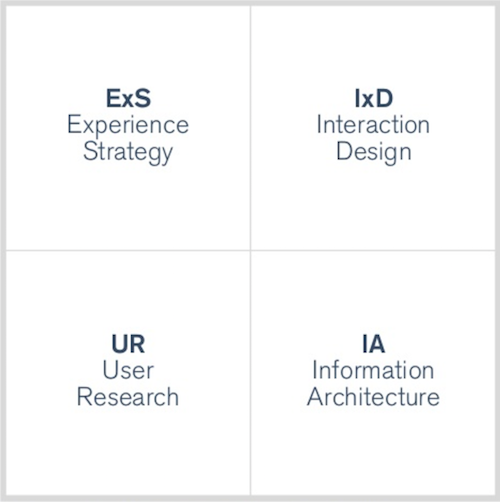 ExS
Experience
Strategy
IxD
Interaction
Design
UR
User
Research
IA
Information
Architecture